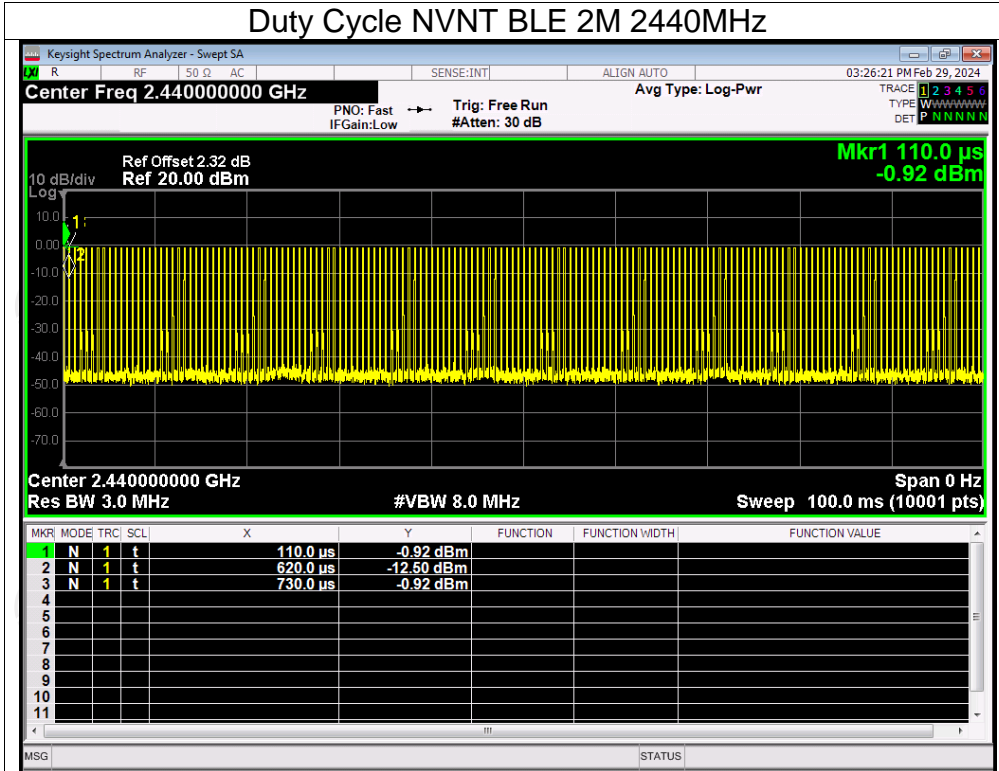 Duty Cycle NVNT BLE 2M 2440MHz
Keysight Spectrum Analyzer - Swept SA
LXI R RF 50 Ω AC SENSE:INT ALIGN AUTO 03:26:21 PM Feb 29, 2024
Center Freq 2.440000000 GHz Avg Type: Log-Pwr TRACE 1 2 3 4 5 6
PNO: Fast Trig: Free Run TYPE WWWWWW
IFGain:Low #Atten: 30 dB DET P N N N N N
Mkr1 110.0 µs
Ref Offset 2.32 dB
10 dB/div Ref 20.00 dBm -0.92 dBm
Log
10.0
1
0.00
2
-10.0
-20.0
-30.0
-40.0
-50.0
-60.0
-70.0
Center 2.440000000 GHz Span 0 Hz
Res BW 3.0 MHz #VBW 8.0 MHz Sweep 100.0 ms (10001 pts)
MKR MODE TRC SCL X Y FUNCTION FUNCTION WIDTH FUNCTION VALUE
1 N 1 t 110.0 µs -0.92 dBm
2 N 1 t 620.0 µs -12.50 dBm
3 N 1 t 730.0 µs -0.92 dBm
4
5
6
7
8
9
10
11
MSG STATUS